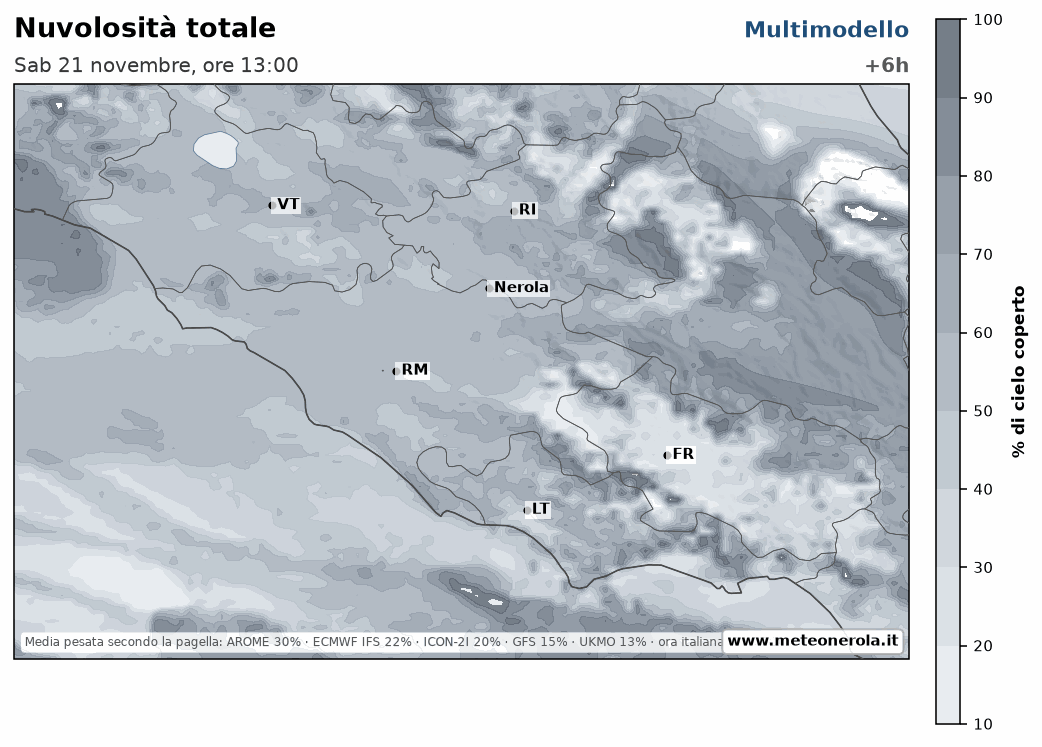 Nuvolosità totale
Multimodello
Sab 21 novembre, ore 13:00
+6h
100
90
80
70
60
50
40
30
20
10
% di cielo coperto
VT
RI
Nerola
RM
FR
LT
Media pesata secondo la pagella: AROME 30% · ECMWF IFS 22% · ICON-2I 20% · GFS 15% · UKMO 13% · ora italiana
www.meteonerola.it